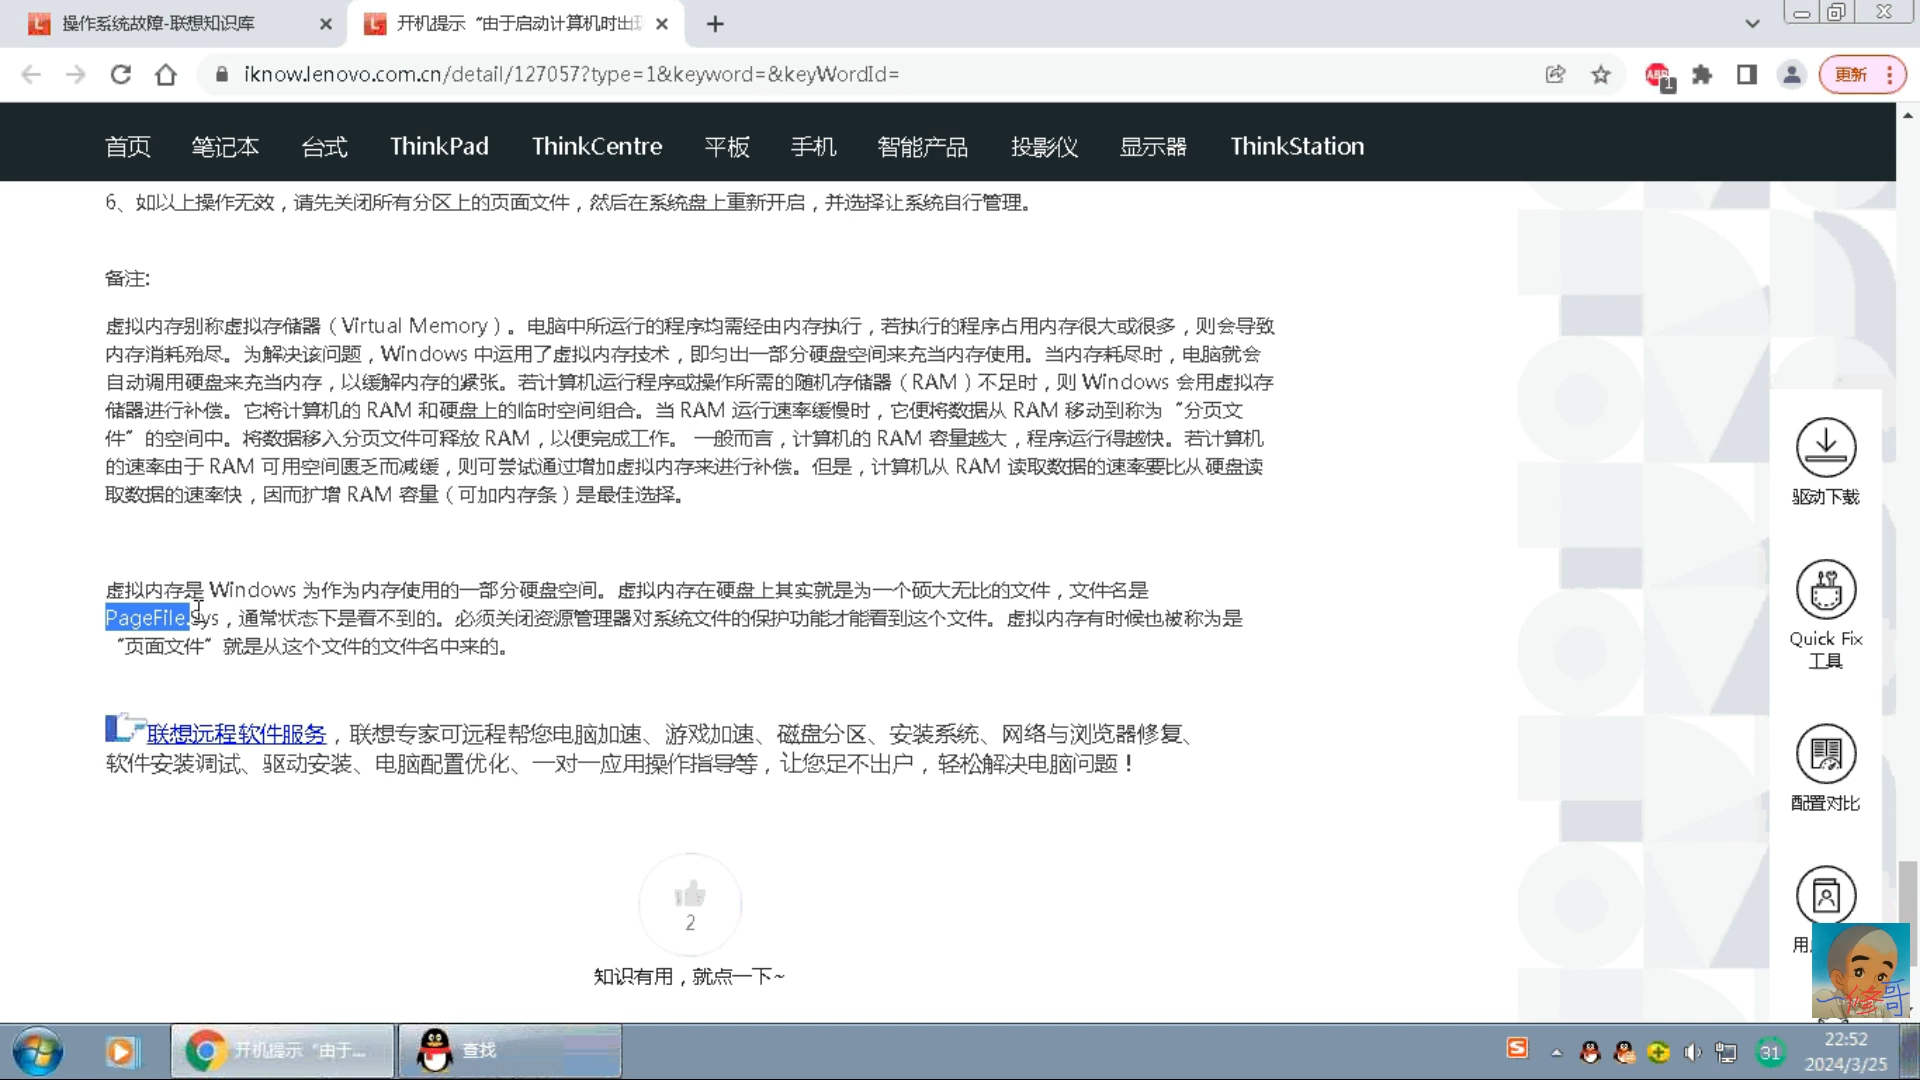 操作系统故障-联想知识库
开机提示“由于启动计算机时出现
iknow.lenovo.com.cn/detail/127057?type=1&keyword=&keyWordId=
ABP
1
更新
首页 笔记本 台式 ThinkPad ThinkCentre 平板 手机 智能产品 投影仪 显示器 ThinkStation
6、如以上操作无效，请先关闭所有分区上的页面文件，然后在系统盘上重新开启，并选择让系统自行管理。
备注:
虚拟内存别称虚拟存储器（Virtual Memory）。电脑中所运行的程序均需经由内存执行，若执行的程序占用内存很大或很多，则会导致
内存消耗殆尽。为解决该问题，Windows 中运用了虚拟内存技术，即匀出一部分硬盘空间来充当内存使用。当内存耗尽时，电脑就会
自动调用硬盘来充当内存，以缓解内存的紧张。若计算机运行程序或操作所需的随机存储器（RAM）不足时，则 Windows 会用虚拟存
储器进行补偿。它将计算机的 RAM 和硬盘上的临时空间组合。当 RAM 运行速率缓慢时，它便将数据从 RAM 移动到称为“分页文
件”的空间中。将数据移入分页文件可释放 RAM，以便完成工作。 一般而言，计算机的 RAM 容量越大，程序运行得越快。若计算机
的速率由于 RAM 可用空间匮乏而减缓，则可尝试通过增加虚拟内存来进行补偿。但是，计算机从 RAM 读取数据的速率要比从硬盘读
取数据的速率快，因而扩增 RAM 容量（可加内存条）是最佳选择。
虚拟内存是 Windows 为作为内存使用的一部分硬盘空间。虚拟内存在硬盘上其实就是为一个硕大无比的文件，文件名是
PageFile.Sys，通常状态下是看不到的。必须关闭资源管理器对系统文件的保护功能才能看到这个文件。虚拟内存有时候也被称为是
“页面文件”就是从这个文件的文件名中来的。
联想远程软件服务，联想专家可远程帮您电脑加速、游戏加速、磁盘分区、安装系统、网络与浏览器修复、
软件安装调试、驱动安装、电脑配置优化、一对一应用操作指导等，让您足不出户，轻松解决电脑问题！
2
知识有用，就点一下~
驱动下载
Quick Fix
工具
配置对比
用
一修哥
开机提示“由于...
查找
S
31
22:52
2024/3/25